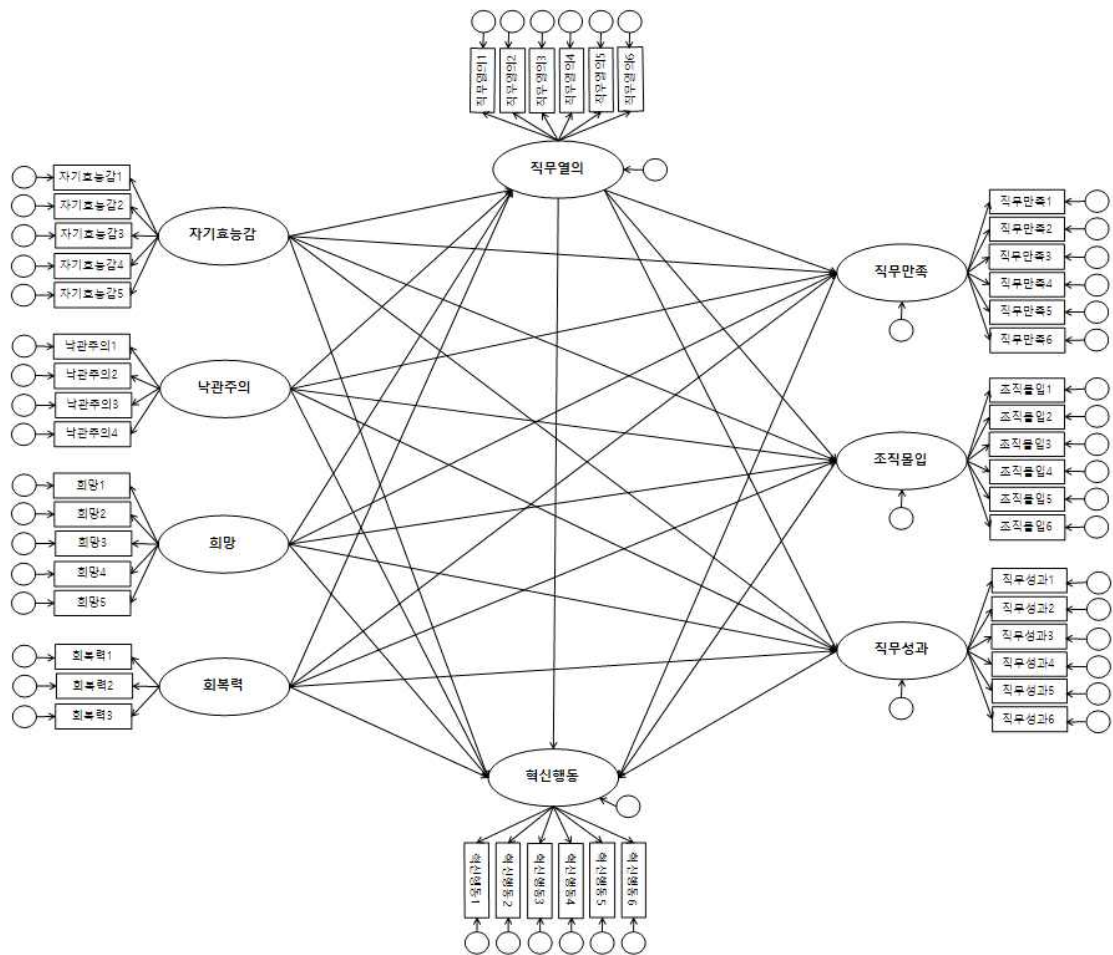 직무열의1
직무열의2
직무열의3
직무열의4
직무열의5
직무열의6
직무열의
자기효능감1
자기효능감2
자기효능감3
자기효능감4
자기효능감5
자기효능감
낙관주의1
낙관주의2
낙관주의3
낙관주의4
낙관주의
희망1
희망2
희망3
희망4
희망5
희망
회복력1
회복력2
회복력3
회복력
직무만족
직무만족1
직무만족2
직무만족3
직무만족4
직무만족5
직무만족6
조직몰입
조직몰입1
조직몰입2
조직몰입3
조직몰입4
조직몰입5
조직몰입6
직무성과
직무성과1
직무성과2
직무성과3
직무성과4
직무성과5
직무성과6
혁신행동
혁신행동1
혁신행동2
혁신행동3
혁신행동4
혁신행동5
혁신행동6